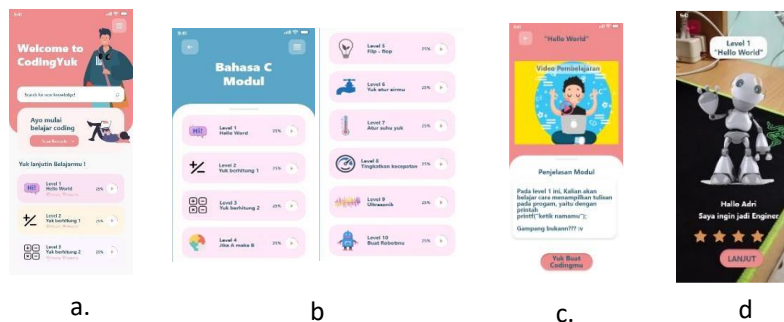 Welcome to
CodingYuk
Search for new knowledge!
Ayo mulai
belajar coding
Yuk lanjutin Belajarmu !
Hi!
Level 1
Hello World
25%
Level 2
Yuk berhitung 1
25%
Level 3
Yuk berhitung 2
25%
a.
Bahasa C
Modul
Hi!
Level 1
Hello Word
25%
Level 2
Yuk berhitung 1
25%
Level 3
Yuk berhitung 2
25%
Level 4
Jika A maka B
25%
Level 5
Flip - flop
25%
Level 6
Yuk atur airmu
25%
Level 7
Atur suhu yuk
25%
Level 8
Tingkatkan kecepatan
25%
Level 9
Ultrasonik
25%
Level 10
Buat Robotmu
25%
b
"Hallo World"
Video Pembelajaran
Penjelasan Modul
Pada level 1 ini, Kalian akan
belajar cara menampilkan tulisan
pada progam, yaitu dengan
printah
printf("ketik namamu");
Gampang bukann???
Yuk Buat
Codingmu
c.
Level 1
"Hello World"
Hallo Adri
Saya ingin jadi Enginer
LANJUT
d